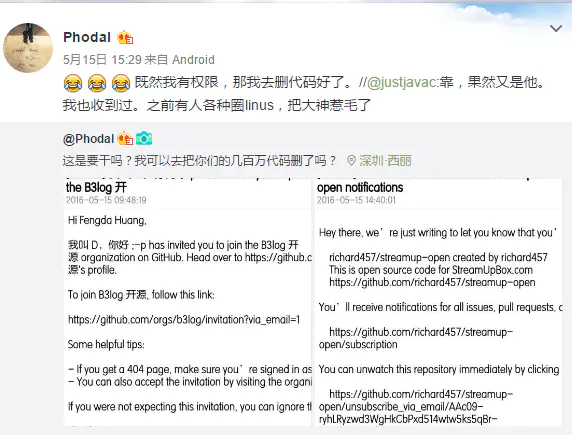 Phodal
5月15日 15:29 来自 Android
😂😂😂既然我有权限，那我去删代码好了。//@justjavac:靠，果然又是他。
我也收到过。之前有人各种圈linus，把大神惹毛了
@Phodal
这是要干吗？我可以去把你们的几百万代码删了吗？ 深圳·西丽
the B3log 开
2016-05-15 09:48:19
Hi Fengda Huang,
我叫 D，你好 ;-p has invited you to join the B3log 开
源 organization on GitHub. Head over to https://github.c
源's profile.
To join B3log 开源, follow this link:
https://github.com/orgs/b3log/invitation?via_email=1
Some helpful tips:
- If you get a 404 page, make sure you're signed in as
- You can also accept the invitation by visiting the organi
If you were not expecting this invitation, you can ignore t
open notifications
2016-05-15 14:40:01
Hey there, we're just writing to let you know that you'
richard457/streamup-open created by richard457
This is open source code for StreamUpBox.com
https://github.com/richard457/streamup-open
You'll receive notifications for all issues, pull requests, c
https://github.com/richard457/streamup-
open/subscription
You can unwatch this repository immediately by clicking
https://github.com/richard457/streamup-
open/unsubscribe_via_email/AAc09-
ryhLRyzwd3WgHkCbPxd514wtw5ks5qBr-